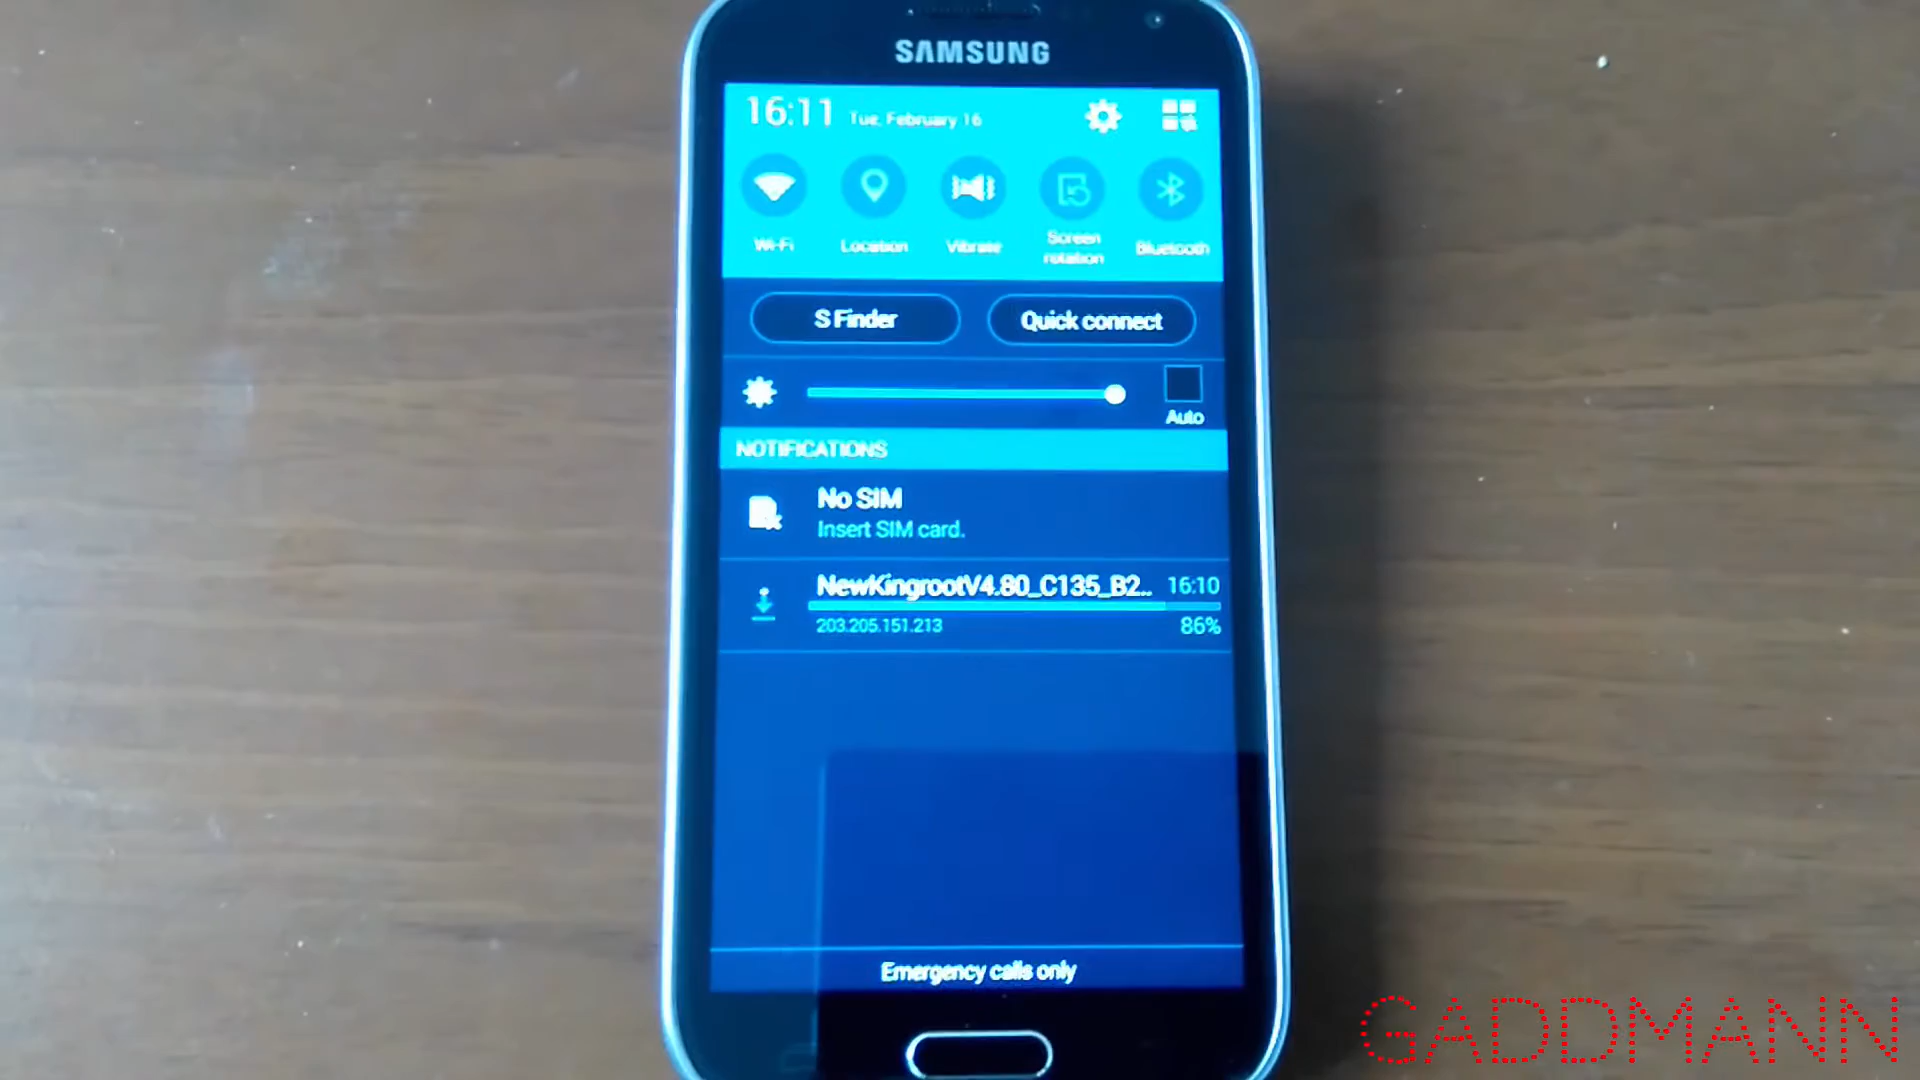 SAMSUNG
16:11 Tue, February 16
Wi-Fi Location Vibrate Screen rotation Bluetooth
S Finder Quick connect
Auto
NOTIFICATIONS
No SIM
Insert SIM card.
NewKingrootV4.80_C135_B2... 16:10
203.205.151.213 86%
Emergency calls only
GADDMANN